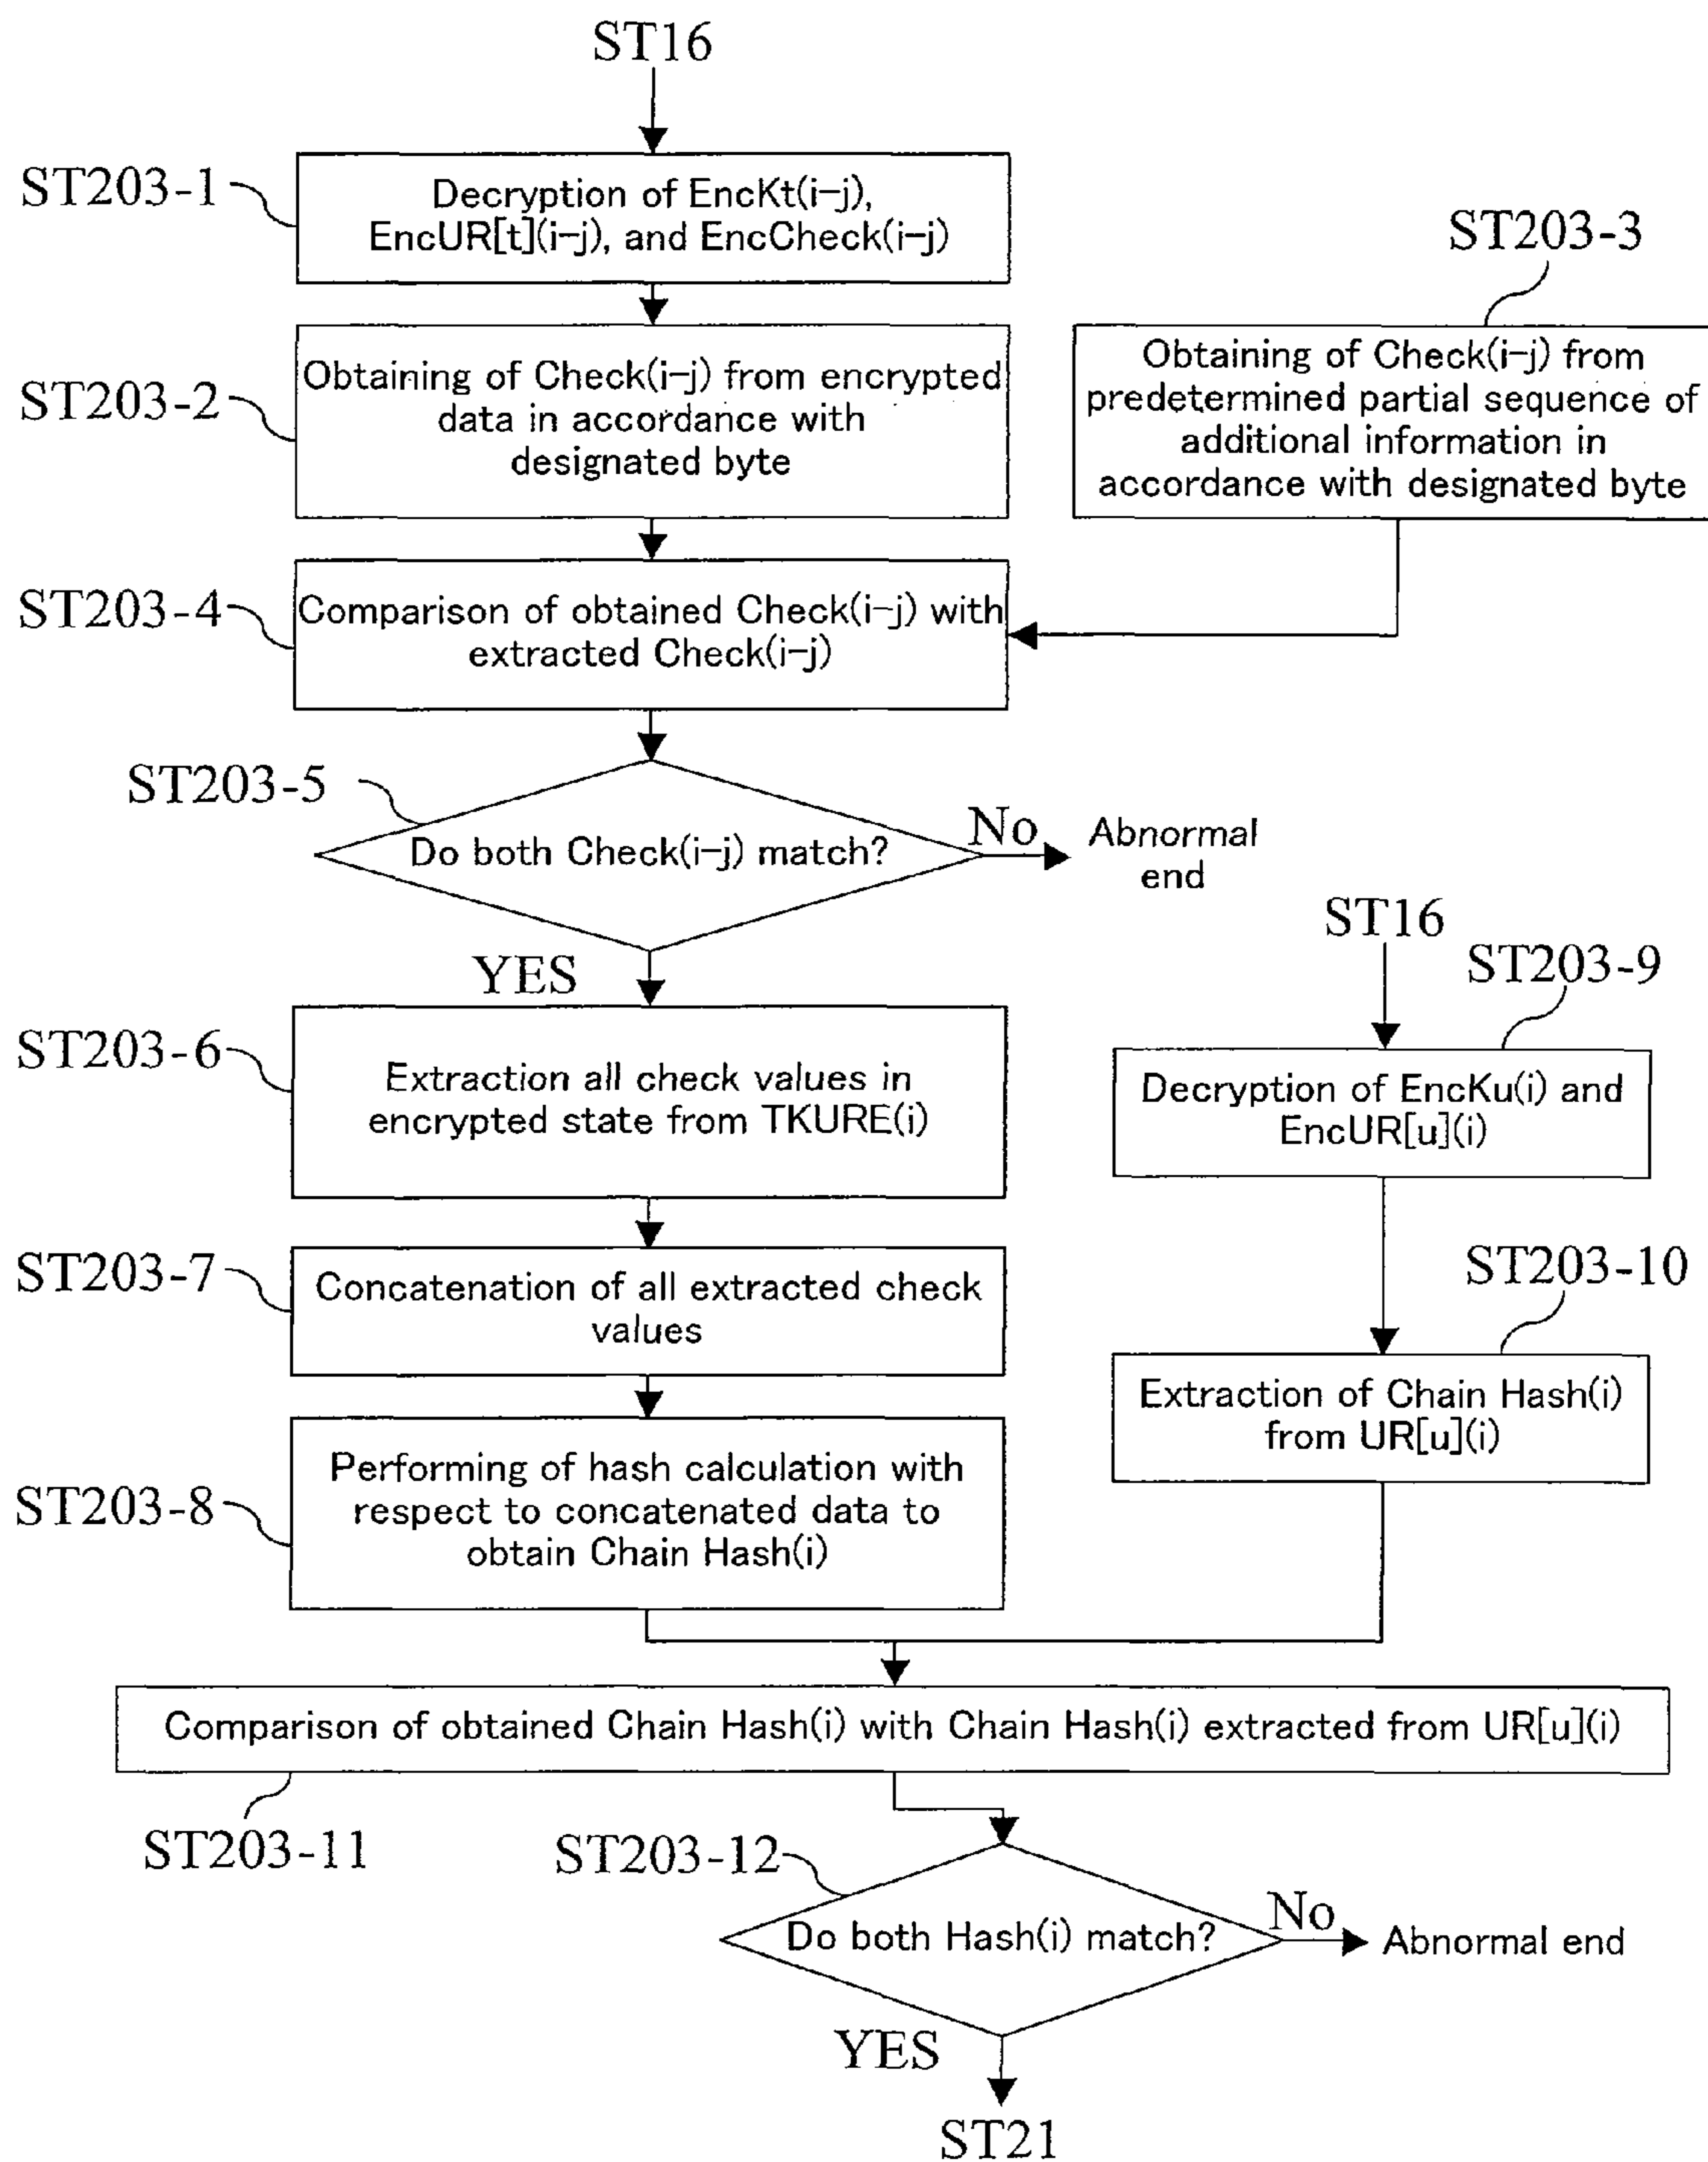 ST16
ST203-1
Decryption of EncKt(i-j),
EncUR[t](i-j), and EncCheck(i-j)
ST203-3
ST203-2
Obtaining of Check(i-j) from encrypted
data in accordance with
designated byte
Obtaining of Check(i-j) from
predetermined partial sequence of
additional information in
accordance with designated byte
ST203-4
Comparison of obtained Check(i-j) with
extracted Check(i-j)
ST203-5
Do both Check(i-j) match?
No
Abnormal
end
YES
ST16
ST203-9
ST203-6
Extraction all check values in
encrypted state from TKURE(i)
Decryption of EncKu(i) and
EncUR[u](i)
ST203-7
Concatenation of all extracted check
values
ST203-10
Extraction of Chain Hash(i)
from UR[u](i)
ST203-8
Performing of hash calculation with
respect to concatenated data to
obtain Chain Hash(i)
Comparison of obtained Chain Hash(i) with Chain Hash(i) extracted from UR[u](i)
ST203-11
ST203-12
Do both Hash(i) match?
No
Abnormal end
YES
ST21